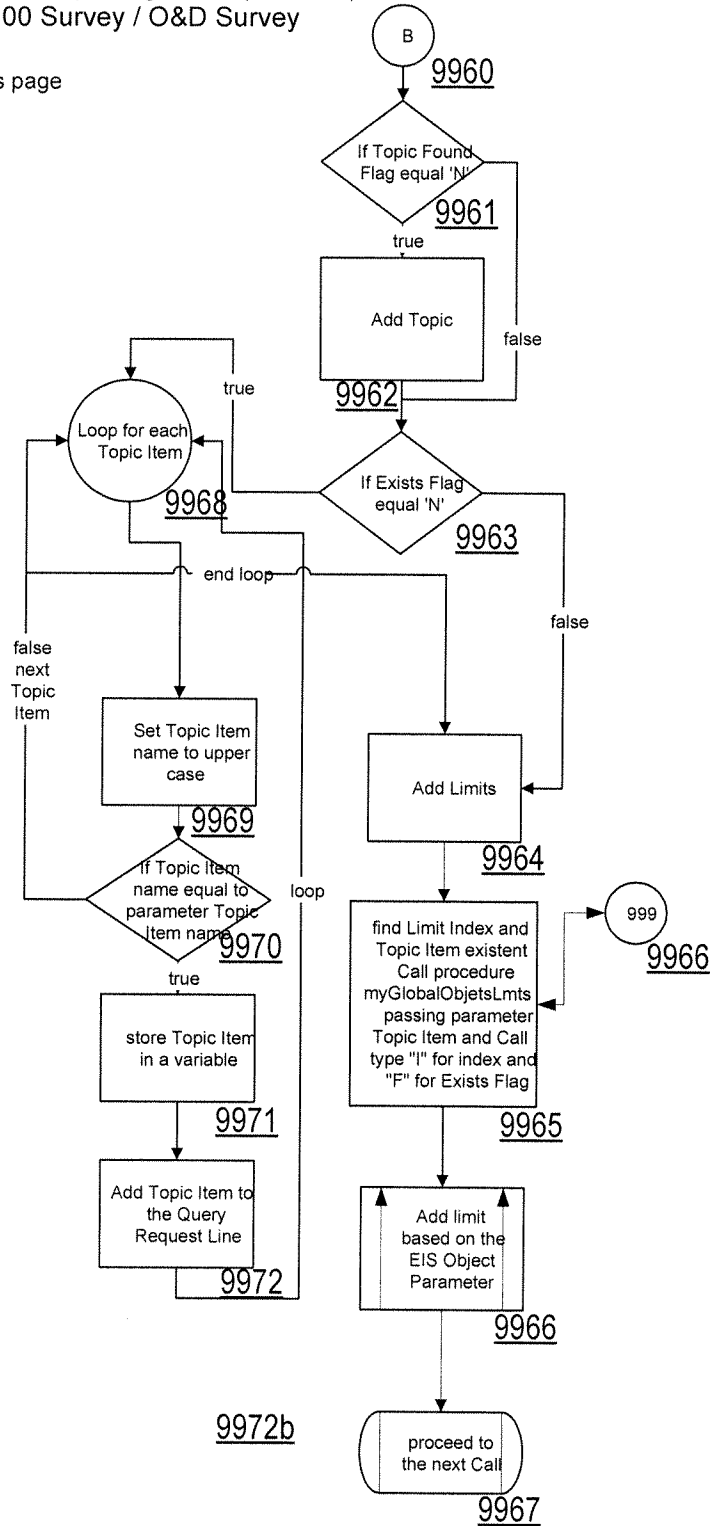 00 Survey / O&D Survey
s page
B
9960
If Topic Found
Flag equal 'N'
9961
true
Add Topic
false
9962
true
Loop for each
Topic Item
9968
If Exists Flag
equal 'N'
9963
end loop
false
false
next
Topic
Item
Set Topic Item
name to upper
case
9969
Add Limits
9964
If Topic Item
name equal to
parameter Topic
Item name
9970
loop
true
find Limit Index and
Topic Item existent
Call procedure
myGlobalObjetsLmts
passing parameter
Topic Item and Call
type "I" for index and
"F" for Exists Flag
9965
999
9966
store Topic Item
in a variable
9971
Add Topic Item to
the Query
Request Line
9972
Add limit
based on the
EIS Object
Parameter
9966
9972b
proceed to
the next Call
9967